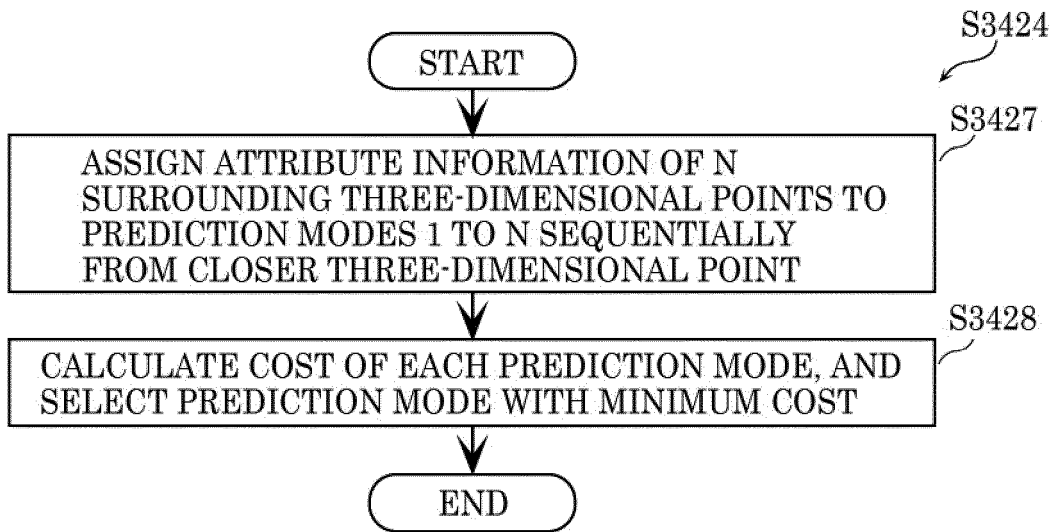 S3424
START
S3427
ASSIGN ATTRIBUTE INFORMATION OF N
SURROUNDING THREE-DIMENSIONAL POINTS TO
PREDICTION MODES 1 TO N SEQUENTIALLY
FROM CLOSER THREE-DIMENSIONAL POINT
S3428
CALCULATE COST OF EACH PREDICTION MODE, AND
SELECT PREDICTION MODE WITH MINIMUM COST
END